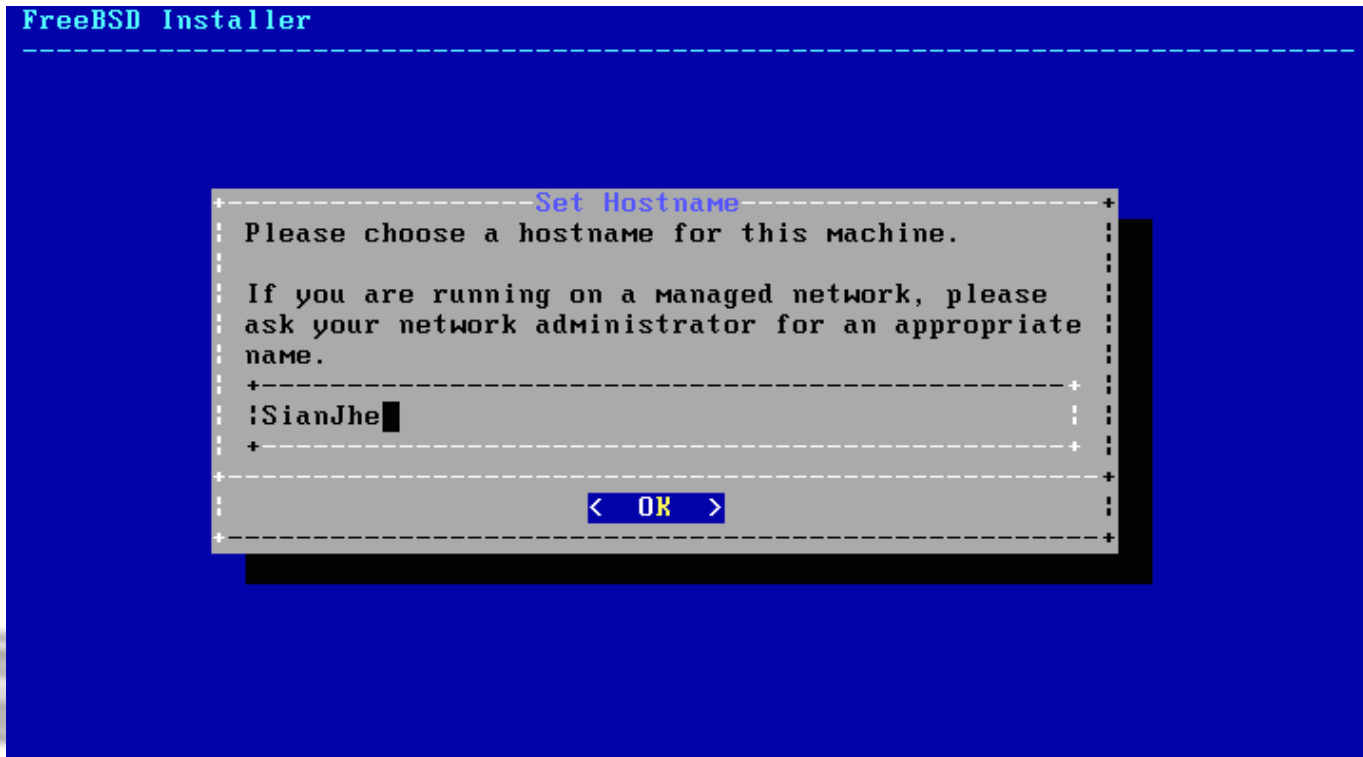 FreeBSD Installer
Set Hostname
Please choose a hostname for this machine.
If you are running on a managed network, please
ask your network administrator for an appropriate
name.
SianJhe
< OK >